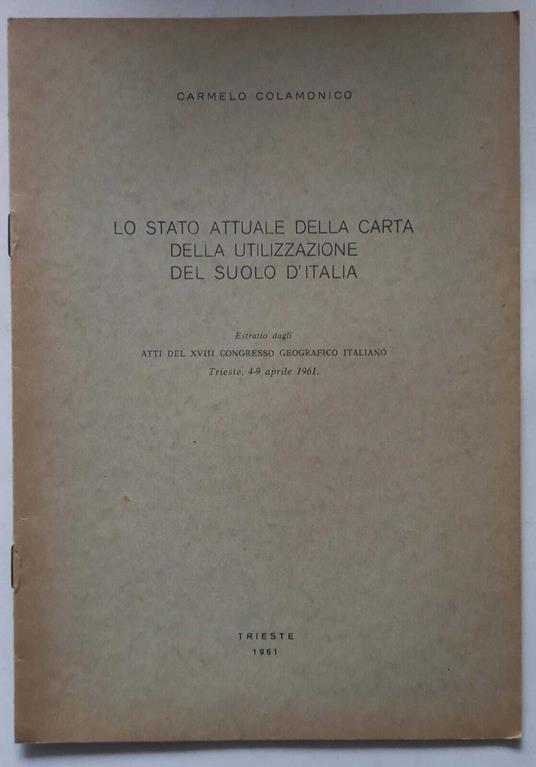 CARMELO COLAMONICO
LO STATO ATTUALE DELLA CARTA
DELLA UTILIZZAZIONE
DEL SUOLO D'ITALIA
Estratto dagli
ATTI DEL XVIII CONGRESSO GEOGRAFICO ITALIANO
Trieste, 4-9 aprile 1961.
TRIESTE
1961